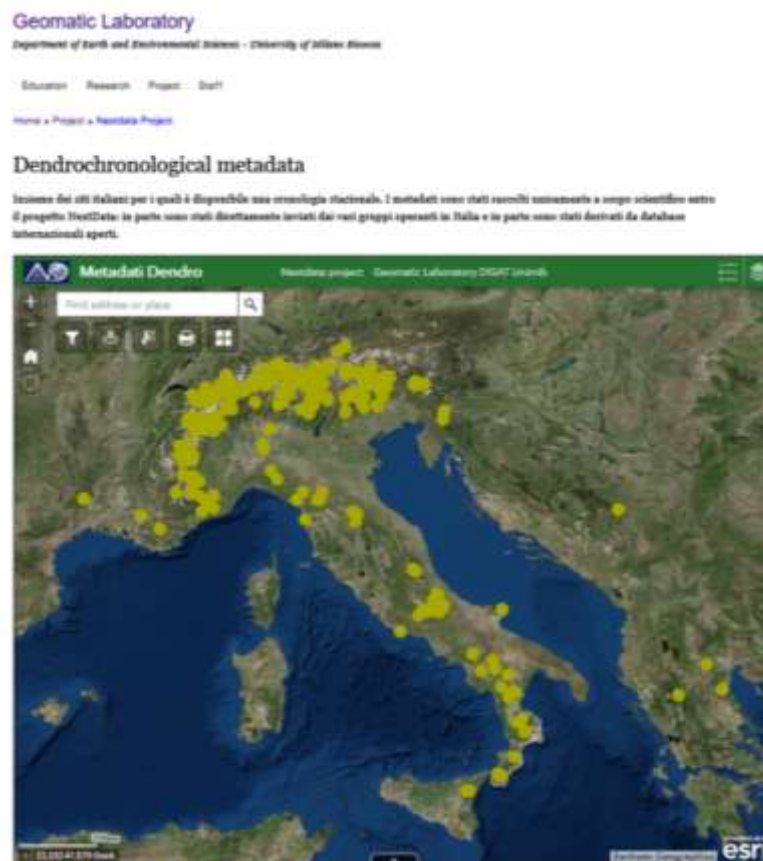 Geomatic Laboratory
Department of Earth and Environmental Sciences - University of Milano Bicocca
Education Research Project Staff
Home » Project » Nextdata Project
Dendrochronological metadata
Insieme dei siti italiani per i quali è disponibile una cronologia stazionale. I metadati sono stati raccolti unicamente a scopo scientifico entro
il progetto NextData: in parte sono stati direttamente inviati dai vari gruppi operanti in Italia e in parte sono stati derivati da database
internazionali aperti.
Metadati Dendro
Nextdata project: Geomatic Laboratory DISAT Unimib
Find address or place
esri